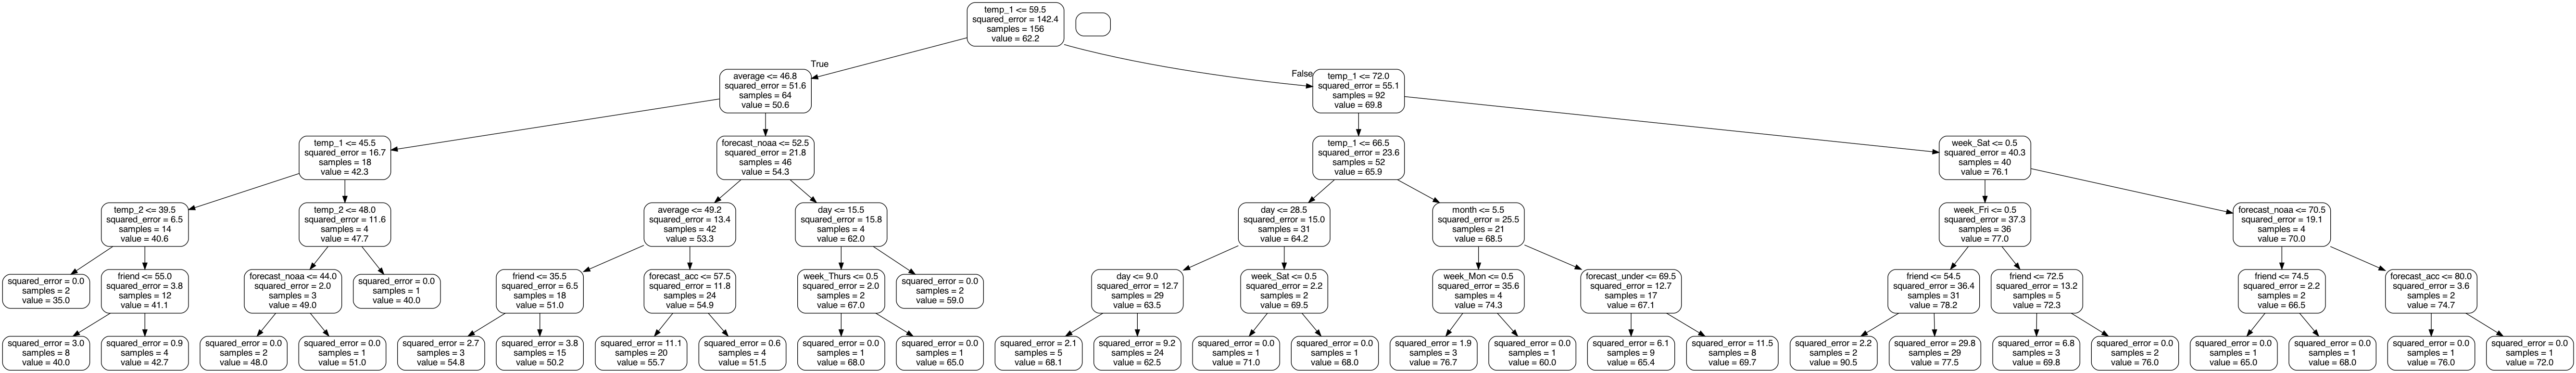 temp_1 <= 59.5
squared_error = 142.4
samples = 156
value = 62.2
True
False
average <= 46.8
squared_error = 51.6
samples = 64
value = 50.6
temp_1 <= 72.0
squared_error = 55.1
samples = 92
value = 69.8
temp_1 <= 45.5
squared_error = 16.7
samples = 18
value = 42.3
forecast_noaa <= 52.5
squared_error = 21.8
samples = 46
value = 54.3
temp_1 <= 66.5
squared_error = 23.6
samples = 52
value = 65.9
week_Sat <= 0.5
squared_error = 40.3
samples = 40
value = 76.1
temp_2 <= 39.5
squared_error = 6.5
samples = 14
value = 40.6
temp_2 <= 48.0
squared_error = 11.6
samples = 4
value = 47.7
average <= 49.2
squared_error = 13.4
samples = 42
value = 53.3
day <= 15.5
squared_error = 15.8
samples = 4
value = 62.0
day <= 28.5
squared_error = 15.0
samples = 31
value = 64.2
month <= 5.5
squared_error = 25.5
samples = 21
value = 68.5
week_Fri <= 0.5
squared_error = 37.3
samples = 36
value = 77.0
forecast_noaa <= 70.5
squared_error = 19.1
samples = 4
value = 70.0
squared_error = 0.0
samples = 2
value = 35.0
friend <= 55.0
squared_error = 3.8
samples = 12
value = 41.1
forecast_noaa <= 44.0
squared_error = 2.0
samples = 3
value = 49.0
squared_error = 0.0
samples = 1
value = 40.0
friend <= 35.5
squared_error = 6.5
samples = 18
value = 51.0
forecast_acc <= 57.5
squared_error = 11.8
samples = 24
value = 54.9
week_Thurs <= 0.5
squared_error = 2.0
samples = 2
value = 67.0
squared_error = 0.0
samples = 2
value = 59.0
day <= 9.0
squared_error = 12.7
samples = 29
value = 63.5
week_Sat <= 0.5
squared_error = 2.2
samples = 2
value = 69.5
week_Mon <= 0.5
squared_error = 35.6
samples = 4
value = 74.3
forecast_under <= 69.5
squared_error = 12.7
samples = 17
value = 67.1
friend <= 54.5
squared_error = 36.4
samples = 31
value = 78.2
friend <= 72.5
squared_error = 13.2
samples = 5
value = 72.3
friend <= 74.5
squared_error = 2.2
samples = 2
value = 66.5
forecast_acc <= 80.0
squared_error = 3.6
samples = 2
value = 74.7
squared_error = 3.0
samples = 8
value = 40.0
squared_error = 0.9
samples = 4
value = 42.7
squared_error = 0.0
samples = 2
value = 48.0
squared_error = 0.0
samples = 1
value = 51.0
squared_error = 2.7
samples = 3
value = 54.8
squared_error = 3.8
samples = 15
value = 50.2
squared_error = 11.1
samples = 20
value = 55.7
squared_error = 0.6
samples = 4
value = 51.5
squared_error = 0.0
samples = 1
value = 68.0
squared_error = 0.0
samples = 1
value = 65.0
squared_error = 2.1
samples = 5
value = 68.1
squared_error = 9.2
samples = 24
value = 62.5
squared_error = 0.0
samples = 1
value = 71.0
squared_error = 0.0
samples = 1
value = 68.0
squared_error = 1.9
samples = 3
value = 76.7
squared_error = 0.0
samples = 1
value = 60.0
squared_error = 6.1
samples = 9
value = 65.4
squared_error = 11.5
samples = 8
value = 69.7
squared_error = 2.2
samples = 2
value = 90.5
squared_error = 29.8
samples = 29
value = 77.5
squared_error = 6.8
samples = 3
value = 69.8
squared_error = 0.0
samples = 2
value = 76.0
squared_error = 0.0
samples = 1
value = 65.0
squared_error = 0.0
samples = 1
value = 68.0
squared_error = 0.0
samples = 1
value = 76.0
squared_error = 0.0
samples = 1
value = 72.0